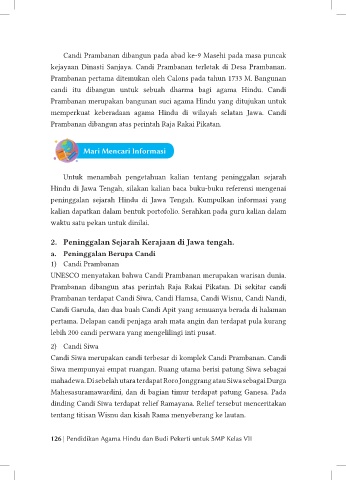 Candi Prambanan dibangun pada abad ke-9 Masehi pada masa puncak
kejayaan Dinasti Sanjaya. Candi Prambanan terletak di Desa Prambanan.
Prambanan pertama ditemukan oleh Calons pada tahun 1733 M. Bangunan
candi itu dibangun untuk sebuah dharma bagi agama Hindu. Candi
Prambanan merupakan bangunan suci agama Hindu yang ditujukan untuk
memperkuat keberadaan agama Hindu di wilayah selatan Jawa. Candi
Prambanan dibangun atas perintah Raja Rakai Pikatan.
Mari Mencari Informasi
Untuk menambah pengetahuan kalian tentang peninggalan sejarah
Hindu di Jawa Tengah, silakan kalian baca buku-buku referensi mengenai
peninggalan sejarah Hindu di Jawa Tengah. Kumpulkan informasi yang
kalian dapatkan dalam bentuk portofolio. Serahkan pada guru kalian dalam
waktu satu pekan untuk dinilai.
2. Peninggalan Sejarah Kerajaan di Jawa tengah.
a. Peninggalan Berupa Candi
1) Candi Prambanan
UNESCO menyatakan bahwa Candi Prambanan merupakan warisan dunia.
Prambanan dibangun atas perintah Raja Rakai Pikatan. Di sekitar candi
Prambanan terdapat Candi Siwa, Candi Hamsa, Candi Wisnu, Candi Nandi,
Candi Garuda, dan dua buah Candi Apit yang semuanya berada di halaman
pertama. Delapan candi penjaga arah mata angin dan terdapat pula kurang
lebih 200 candi perwara yang mengelilingi inti pusat.
2) Candi Siwa
Candi Siwa merupakan candi terbesar di komplek Candi Prambanan. Candi
Siwa mempunyai empat ruangan. Ruang utama berisi patung Siwa sebagai
mahadewa. Di sebelah utara terdapat Roro Jonggrang atau Siwa sebagai Durga
Mahesasuramawardini, dan di bagian timur terdapat patung Ganesa. Pada
dinding Candi Siwa terdapat relief Ramayana. Relief tersebut menceritakan
tentang titisan Wisnu dan kisah Rama menyeberang ke lautan.
126 | Pendidikan Agama Hindu dan Budi Pekerti untuk SMP Kelas VII